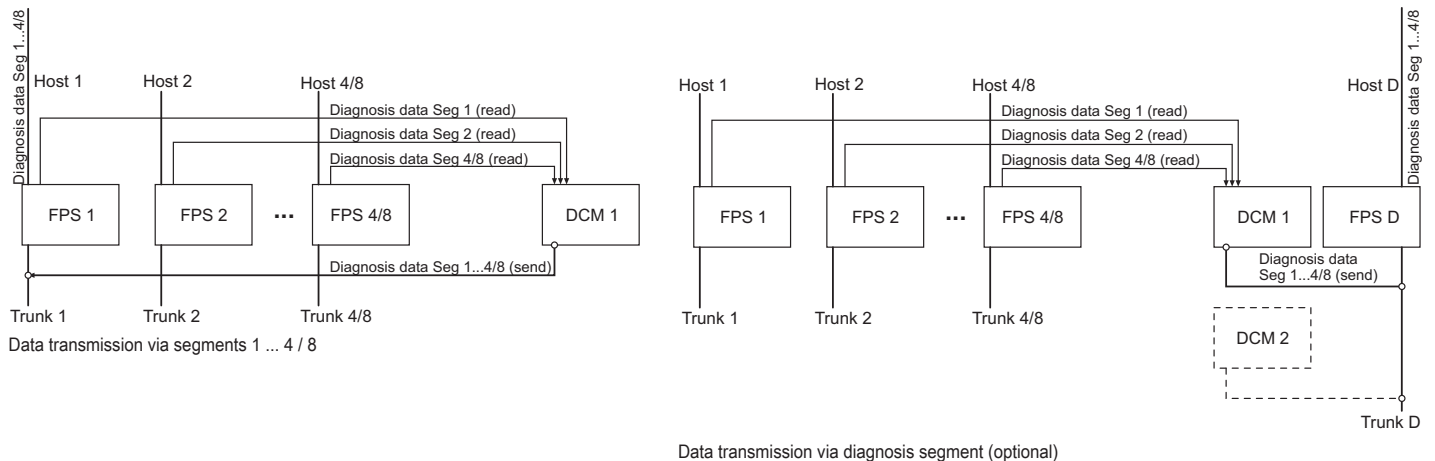 Diagnosis data Seg 1...4/8
Host 1
Host 2
Host 4/8
Diagnosis data Seg 1 (read)
Diagnosis data Seg 2 (read)
Diagnosis data Seg 4/8 (read)
FPS 1
FPS 2
...
FPS 4/8
DCM 1
Diagnosis data Seg 1...4/8 (send)
Trunk 1
Trunk 2
Trunk 4/8
Data transmission via segments 1 ... 4 / 8
Diagnosis data Seg 1...4/8
Host 1
Host 2
Host 4/8
Host D
Diagnosis data Seg 1 (read)
Diagnosis data Seg 2 (read)
Diagnosis data Seg 4/8 (read)
FPS 1
FPS 2
...
FPS 4/8
DCM 1
FPS D
Diagnosis data
Seg 1...4/8 (send)
Trunk 1
Trunk 2
Trunk 4/8
DCM 2
Trunk D
Data transmission via diagnosis segment (optional)